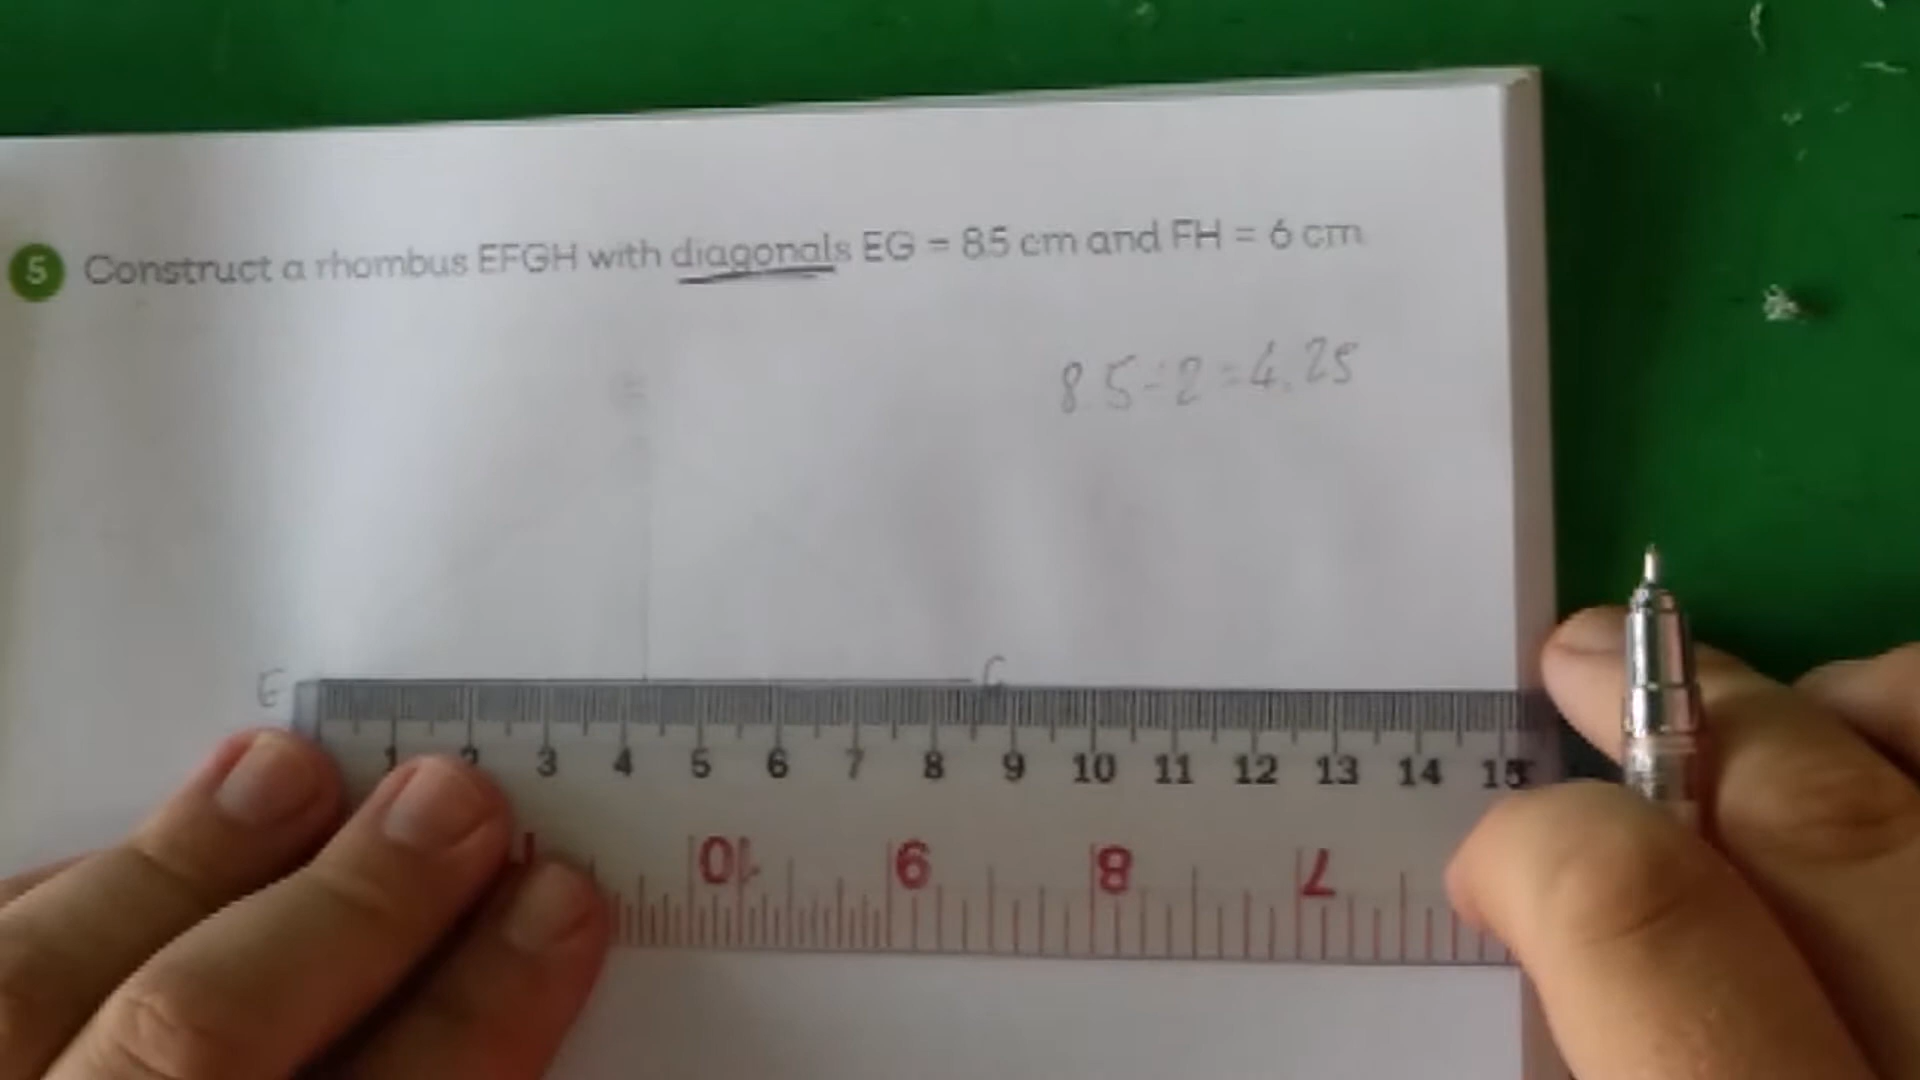 5 Construct a rhombus EFGH with diagonals EG = 8.5 cm and FH = 6 cm
8.5÷2=4.25
E G
1 2 3 4 5 6 7 8 9 10 11 12 13 14 15
10 9 8 7